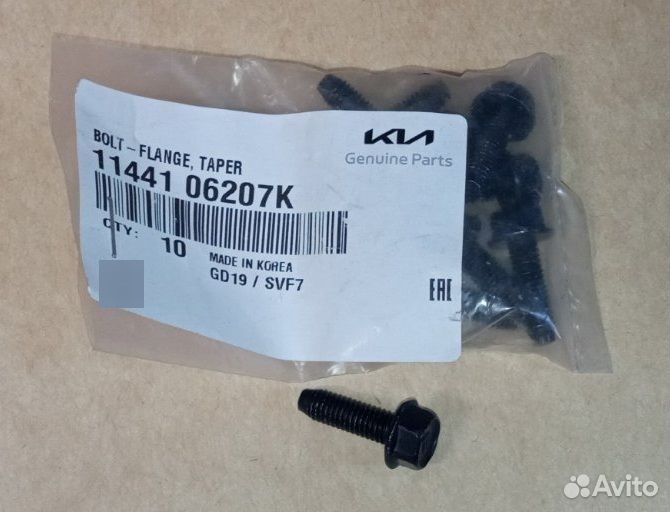 BOLT-FLANGE, TAPER
11441 06207K
QTY: 10
MADE IN KOREA
GD19 / SVF7
KIA
Genuine Parts
EAC
Avito